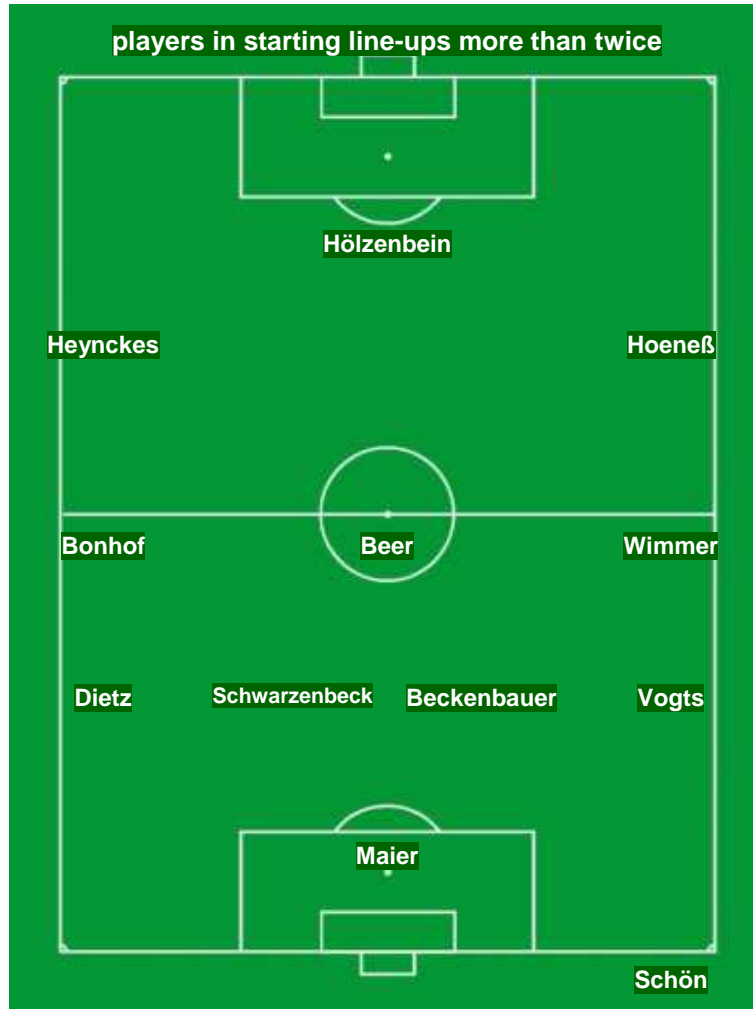 players in starting line-ups more than twice
Hölzenbein
Heynckes Hoeneß
Bonhof Beer Wimmer
Dietz Schwarzenbeck Beckenbauer Vogts
Maier
Schön